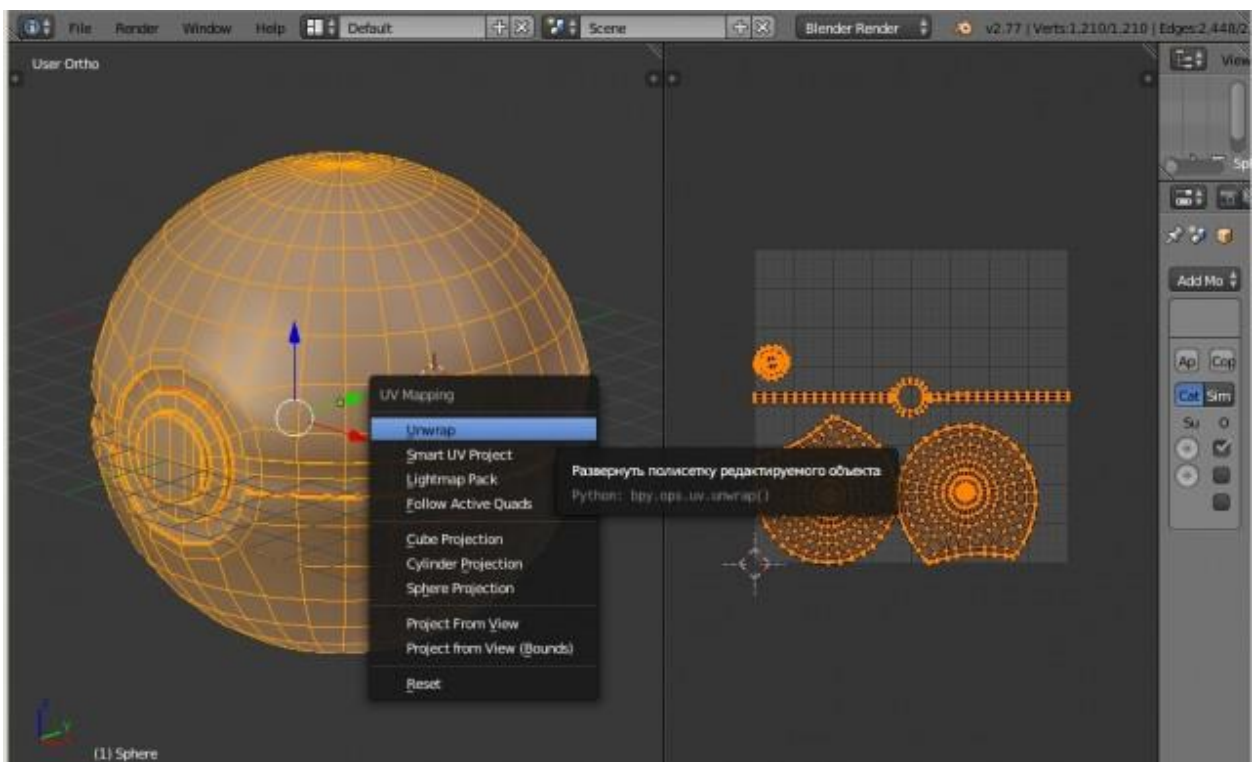 File Render Window Help Default Scene Blender Render v2.77 | Verts:1,210/1,210 | Edges:2,448/2
User Ortho
View
Sp
UV Mapping
Unwrap
Smart UV Project
Lightmap Pack
Follow Active Quads
Cube Projection
Cylinder Projection
Sphere Projection
Project From View
Project from View (Bounds)
Reset
Развернуть полисетку редактируемого объекта
Python: bpy.ops.uv.unwrap()
Add Mo
Ap Cop
Cat Sim
Su O
z
y
(1) Sphere